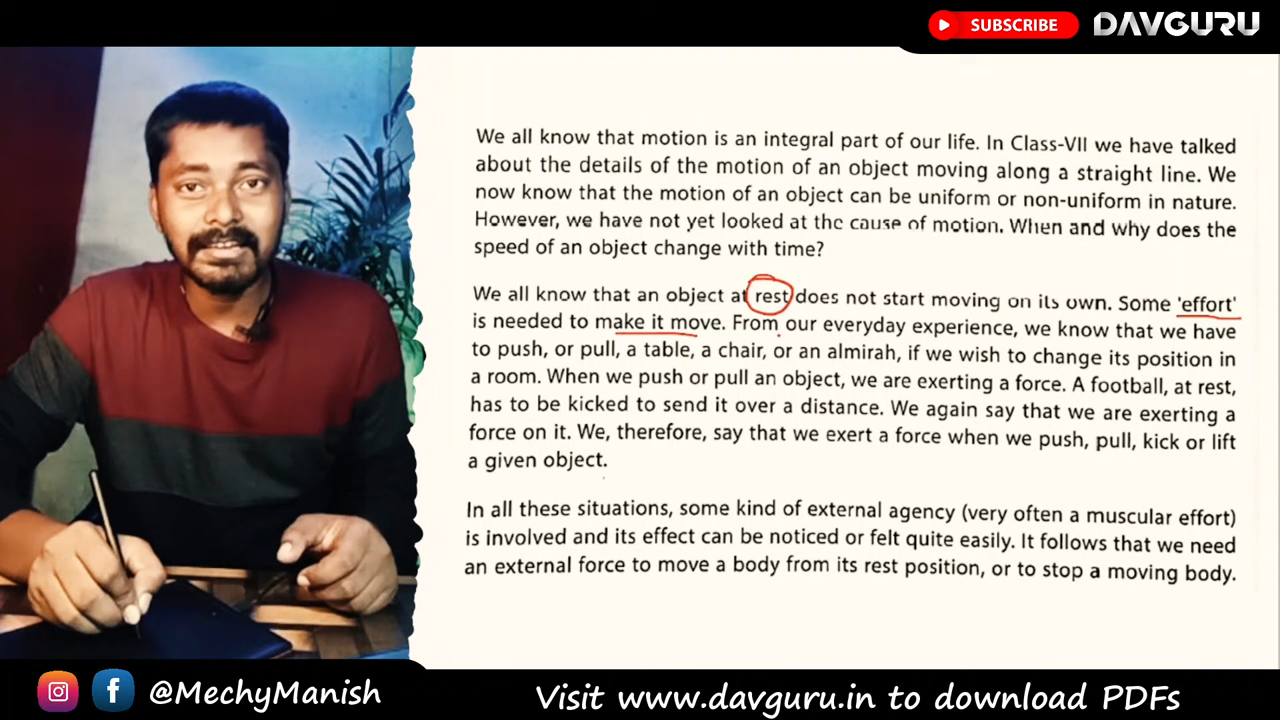 SUBSCRIBE DAVGURU
We all know that motion is an integral part of our life. In Class-VII we have talked
about the details of the motion of an object moving along a straight line. We
now know that the motion of an object can be uniform or non-uniform in nature.
However, we have not yet looked at the cause of motion. When and why does the
speed of an object change with time?
We all know that an object at rest does not start moving on its own. Some 'effort'
is needed to make it move. From our everyday experience, we know that we have
to push, or pull, a table, a chair, or an almirah, if we wish to change its position in
a room. When we push or pull an object, we are exerting a force. A football, at rest,
has to be kicked to send it over a distance. We again say that we are exerting a
force on it. We, therefore, say that we exert a force when we push, pull, kick or lift
a given object.
In all these situations, some kind of external agency (very often a muscular effort)
is involved and its effect can be noticed or felt quite easily. It follows that we need
an external force to move a body from its rest position, or to stop a moving body.
@MechyManish Visit www.davguru.in to download PDFs